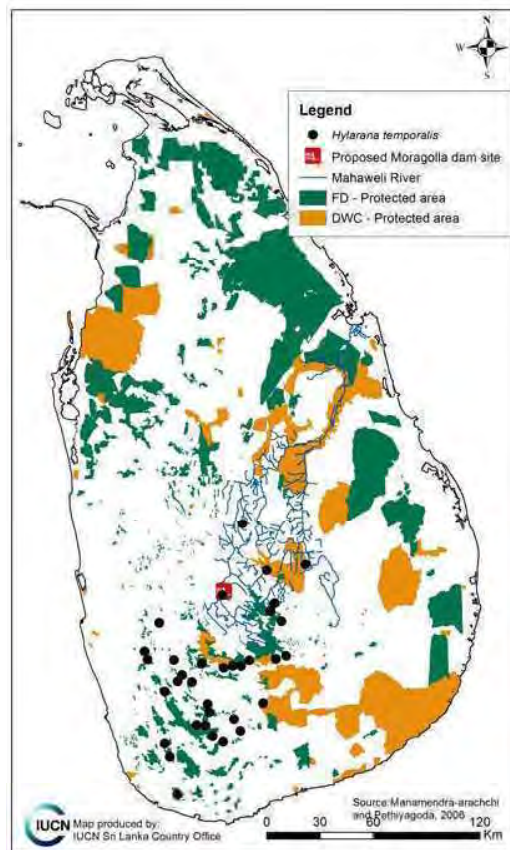 N
W E
S
Legend
Hylarana temporalis
Proposed Moragolla dam site
Mahaweli River
FD - Protected area
DWC - Protected area
Source:Manamendra-arachchi
and Pethiyagoda, 2006
IUCN
Map produced by:
IUCN Sri Lanka Country Office
0 30 60 120
Km